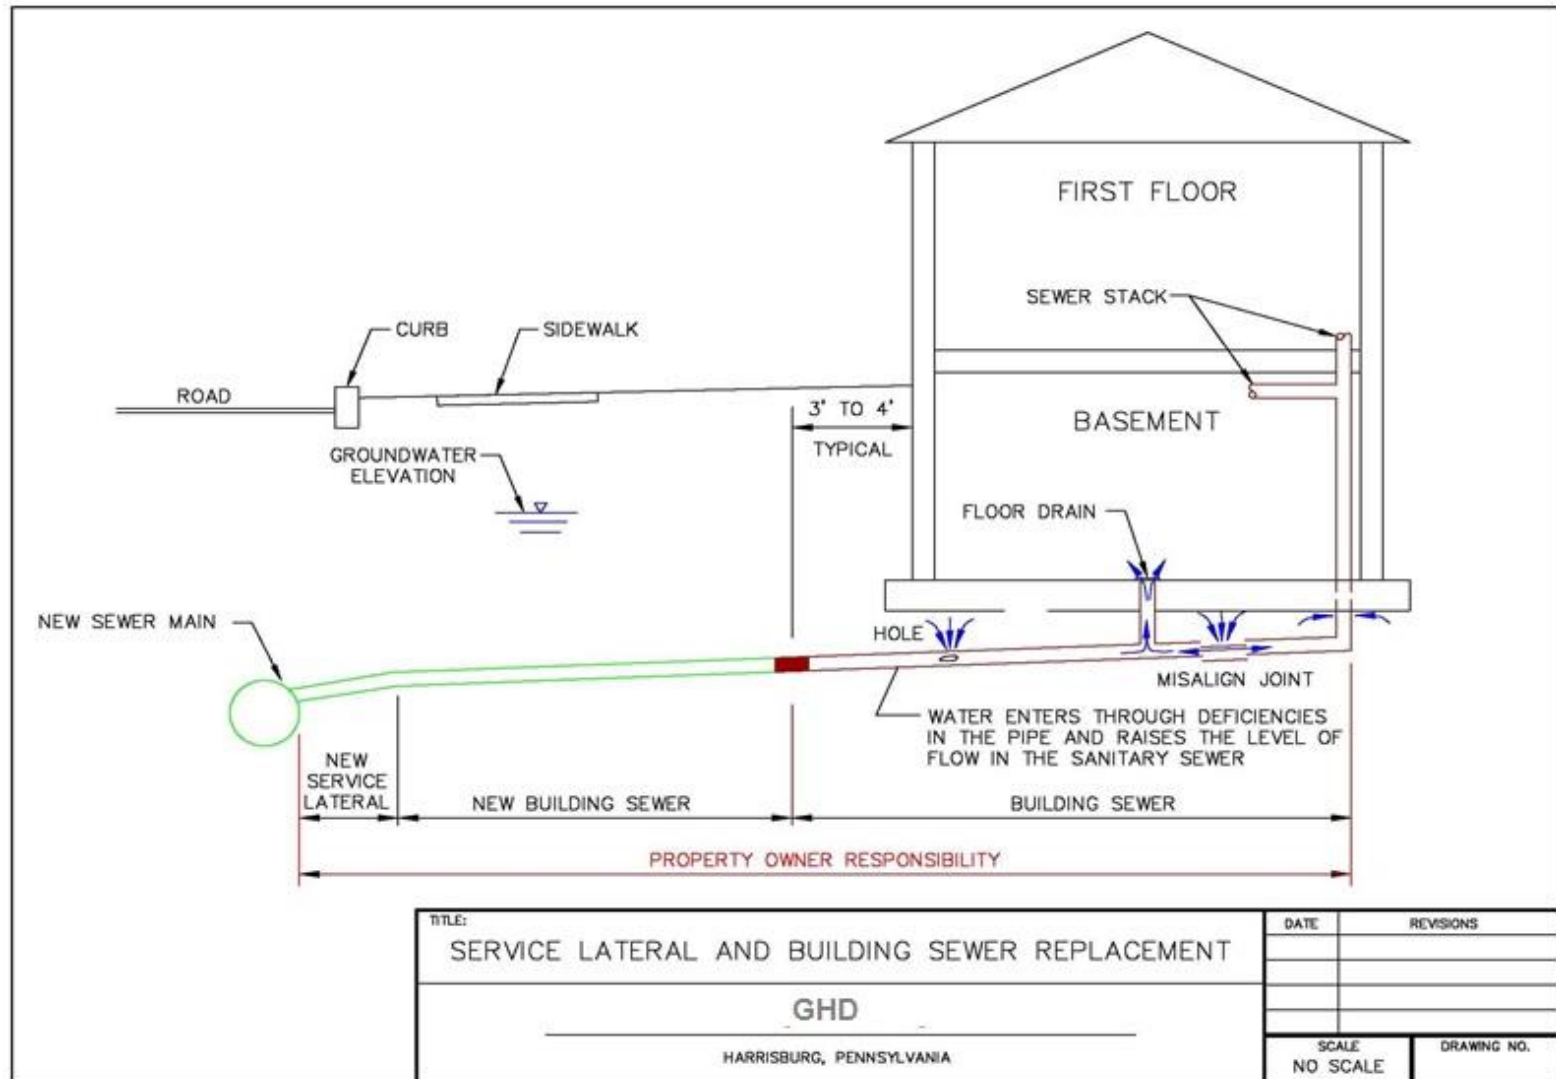 FIRST FLOOR
SEWER STACK
CURB
SIDEWALK
ROAD
3' TO 4'
TYPICAL
BASEMENT
GROUNDWATER
ELEVATION
FLOOR DRAIN
NEW SEWER MAIN
HOLE
MISALIGN JOINT
WATER ENTERS THROUGH DEFICIENCIES
IN THE PIPE AND RAISES THE LEVEL OF
FLOW IN THE SANITARY SEWER
NEW
SERVICE
LATERAL
NEW BUILDING SEWER
BUILDING SEWER
PROPERTY OWNER RESPONSIBILITY
TITLE:
SERVICE LATERAL AND BUILDING SEWER REPLACEMENT
GHD
HARRISBURG, PENNSYLVANIA
DATE
REVISIONS
SCALE
NO SCALE
DRAWING NO.